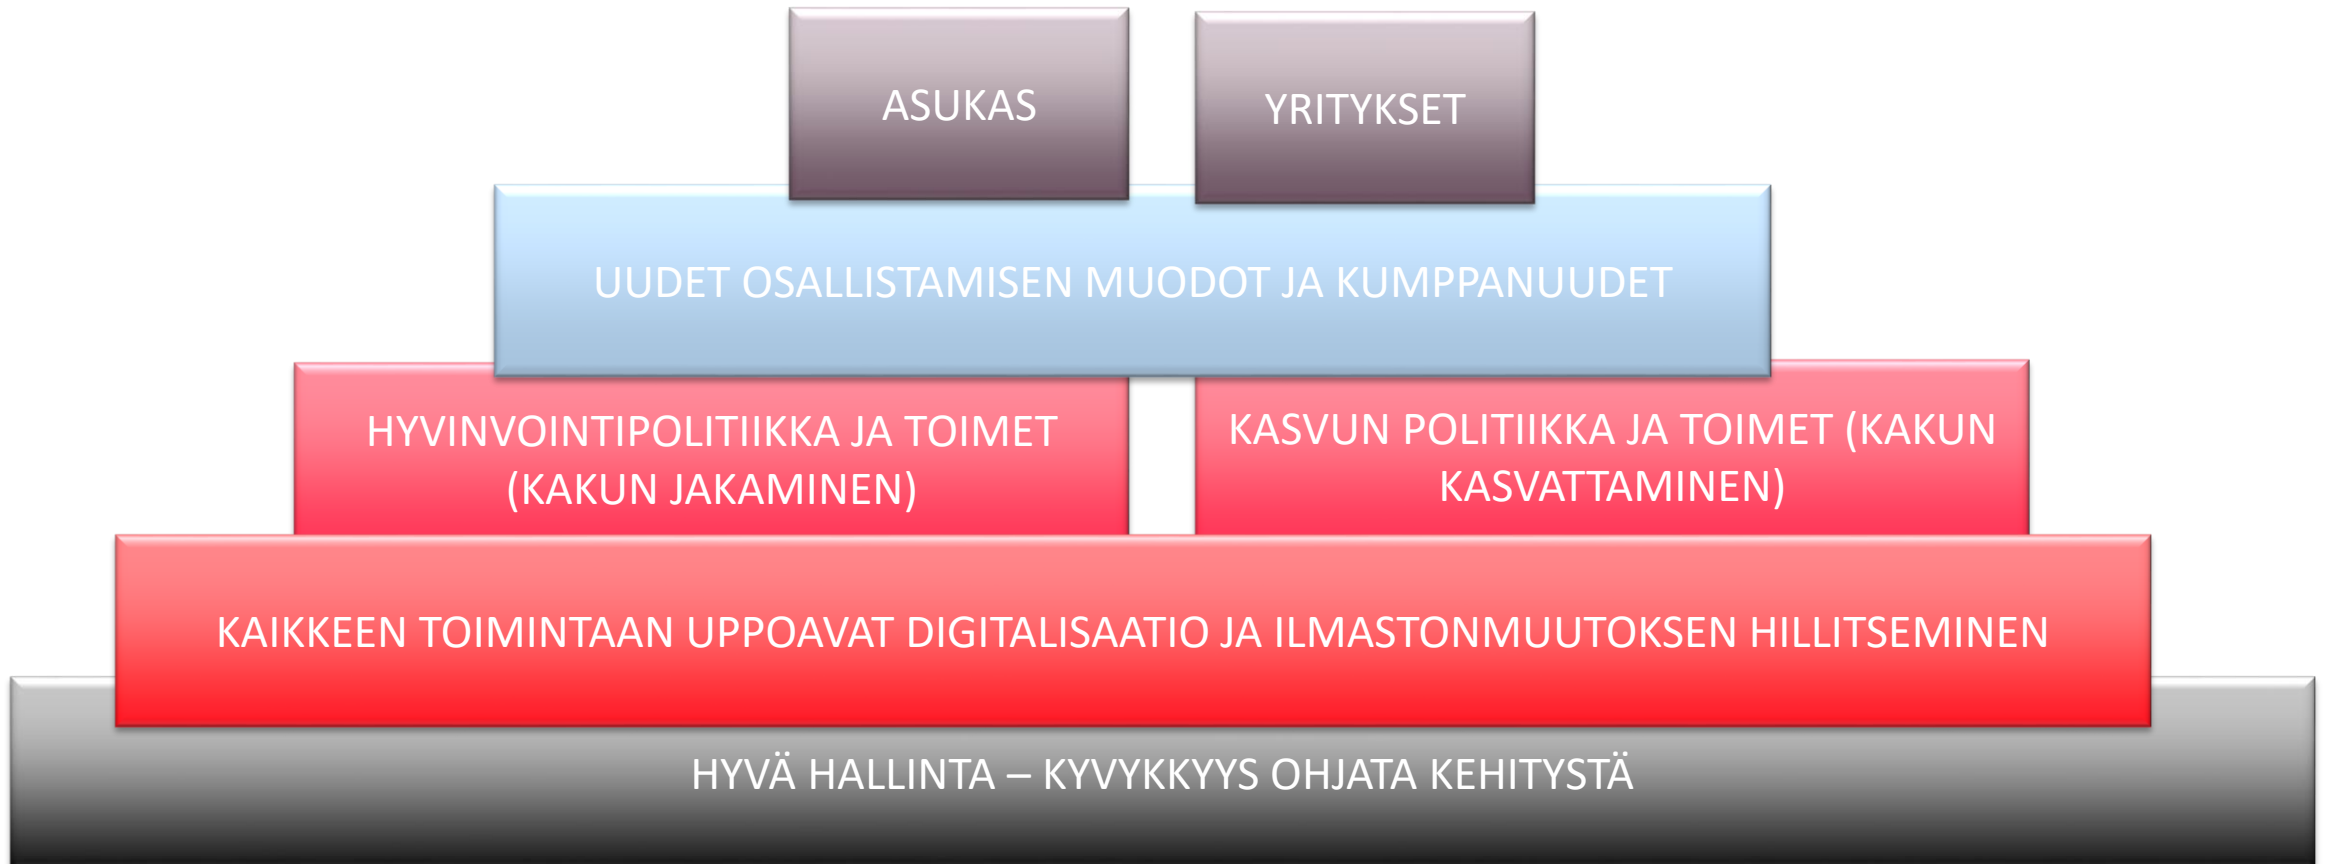 ASUKAS
YRITYKSET
UUDET OSALLISTAMISEN MUODOT JA KUMPPANUUDET
HYVINVOINTIPOLITIIKKA JA TOIMET
(KAKUN JAKAMINEN)
KASVUN POLITIIKKA JA TOIMET (KAKUN
KASVATTAMINEN)
KAIKKEEN TOIMINTAAN UPPOAVAT DIGITALISAATIO JA ILMASTONMUUTOKSEN HILLITSEMINEN
HYVÄ HALLINTA – KYVYKKYYS OHJATA KEHITYSTÄ